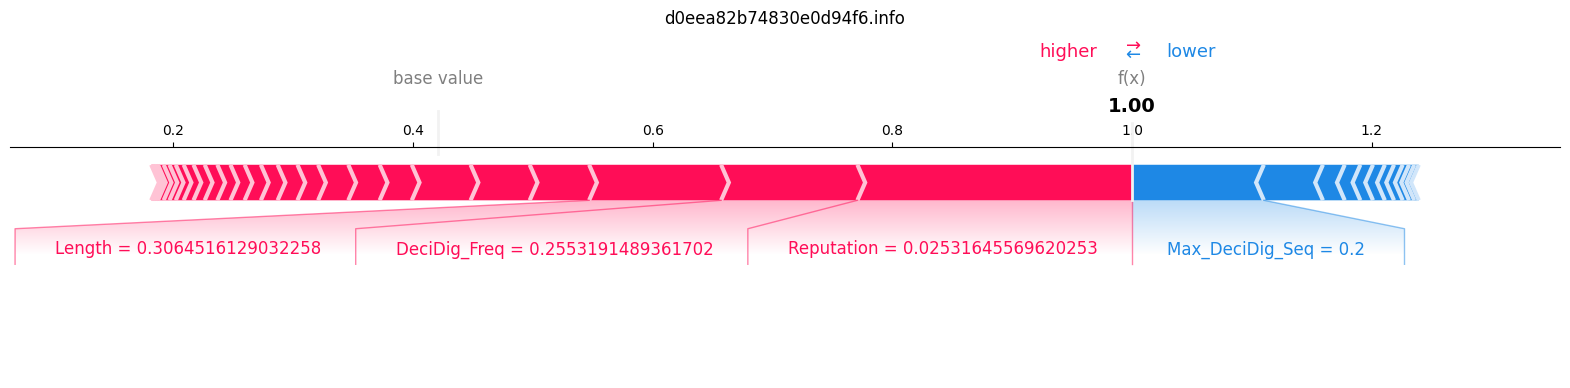 d0eea82b74830e0d94f6.info
higher ⇄ lower
base value f(x)
1.00
0.2 0.4 0.6 0.8 1.0 1.2
Length = 0.3064516129032258 DeciDig_Freq = 0.2553191489361702 Reputation = 0.02531645569620253 Max_DeciDig_Seq = 0.2